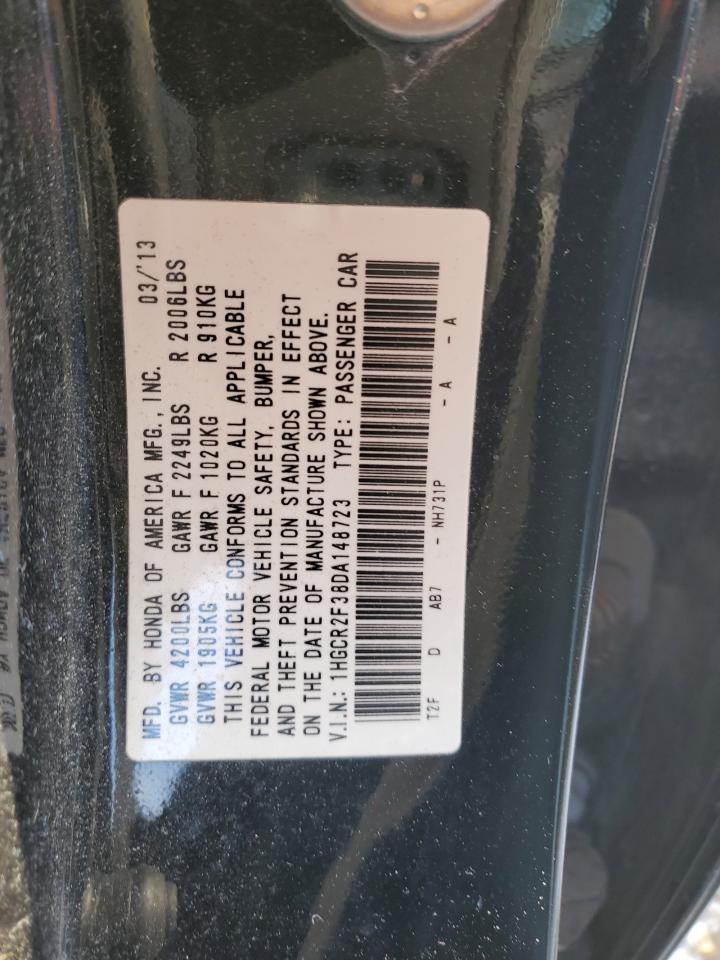 MFD. BY HONDA OF AMERICA MFG., INC. 03/'13
GVWR 4200LBS GAWR F 2249LBS R 2006LBS
GVWR 1905KG GAWR F 1020KG R 910KG
THIS VEHICLE CONFORMS TO ALL APPLICABLE
FEDERAL MOTOR VEHICLE SAFETY, BUMPER,
AND THEFT PREVENTION STANDARDS IN EFFECT
ON THE DATE OF MANUFACTURE SHOWN ABOVE.
V.I.N.: 1HGCR2F38DA148723 TYPE: PASSENGER CAR
T2F D AB7 - NH731P - A - A